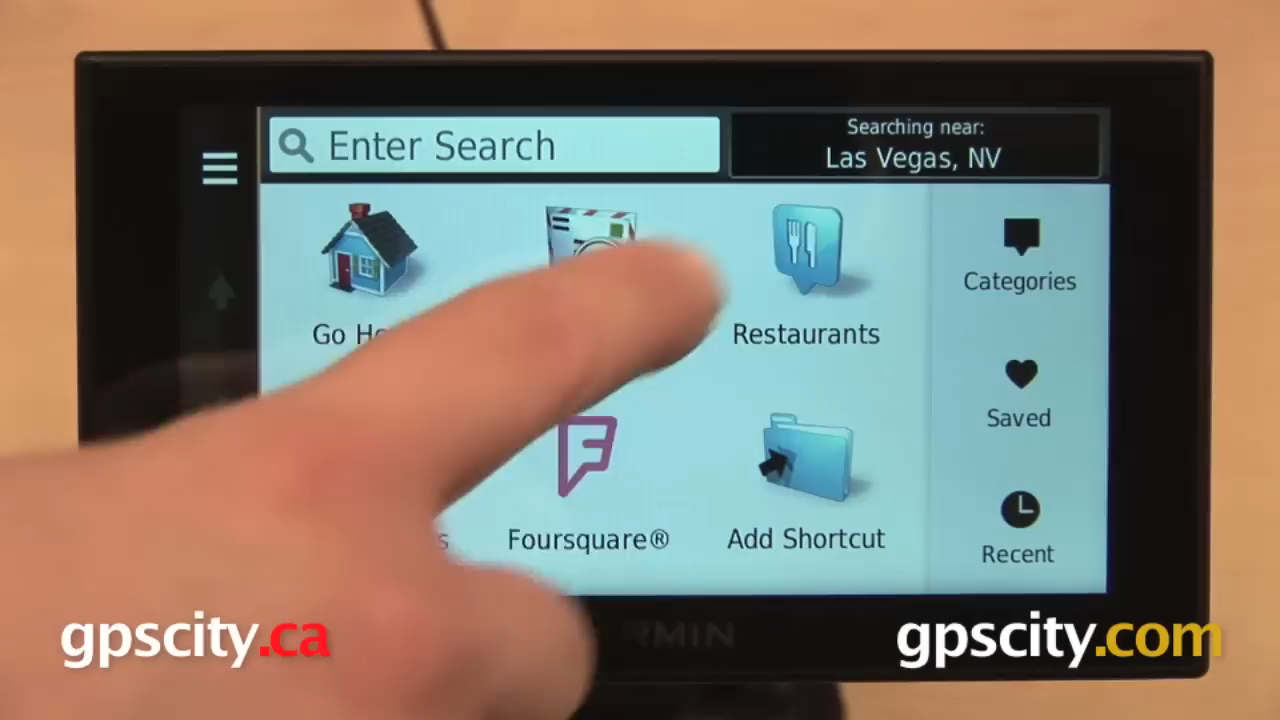 Enter Search
Searching near:
Las Vegas, NV
Restaurants
Categories
Saved
Foursquare®
Add Shortcut
Recent
gpscity.ca
gpscity.com